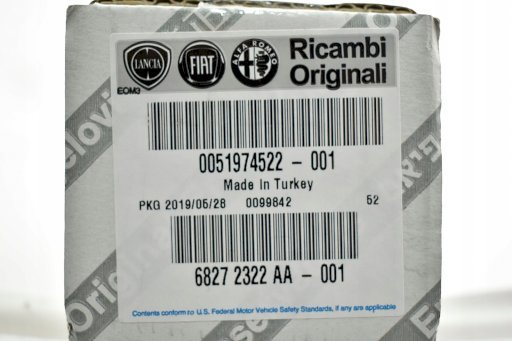 LANCIA FIAT ALFA ROMEO
Ricambi
Originali
EOM3
0051974522 - 001
Made In Turkey
PKG 2019/05/28 0099842 52
6827 2322 AA - 001
Contents conform to U.S. Federal Motor Vehicle Safety Standards, if any are applicable